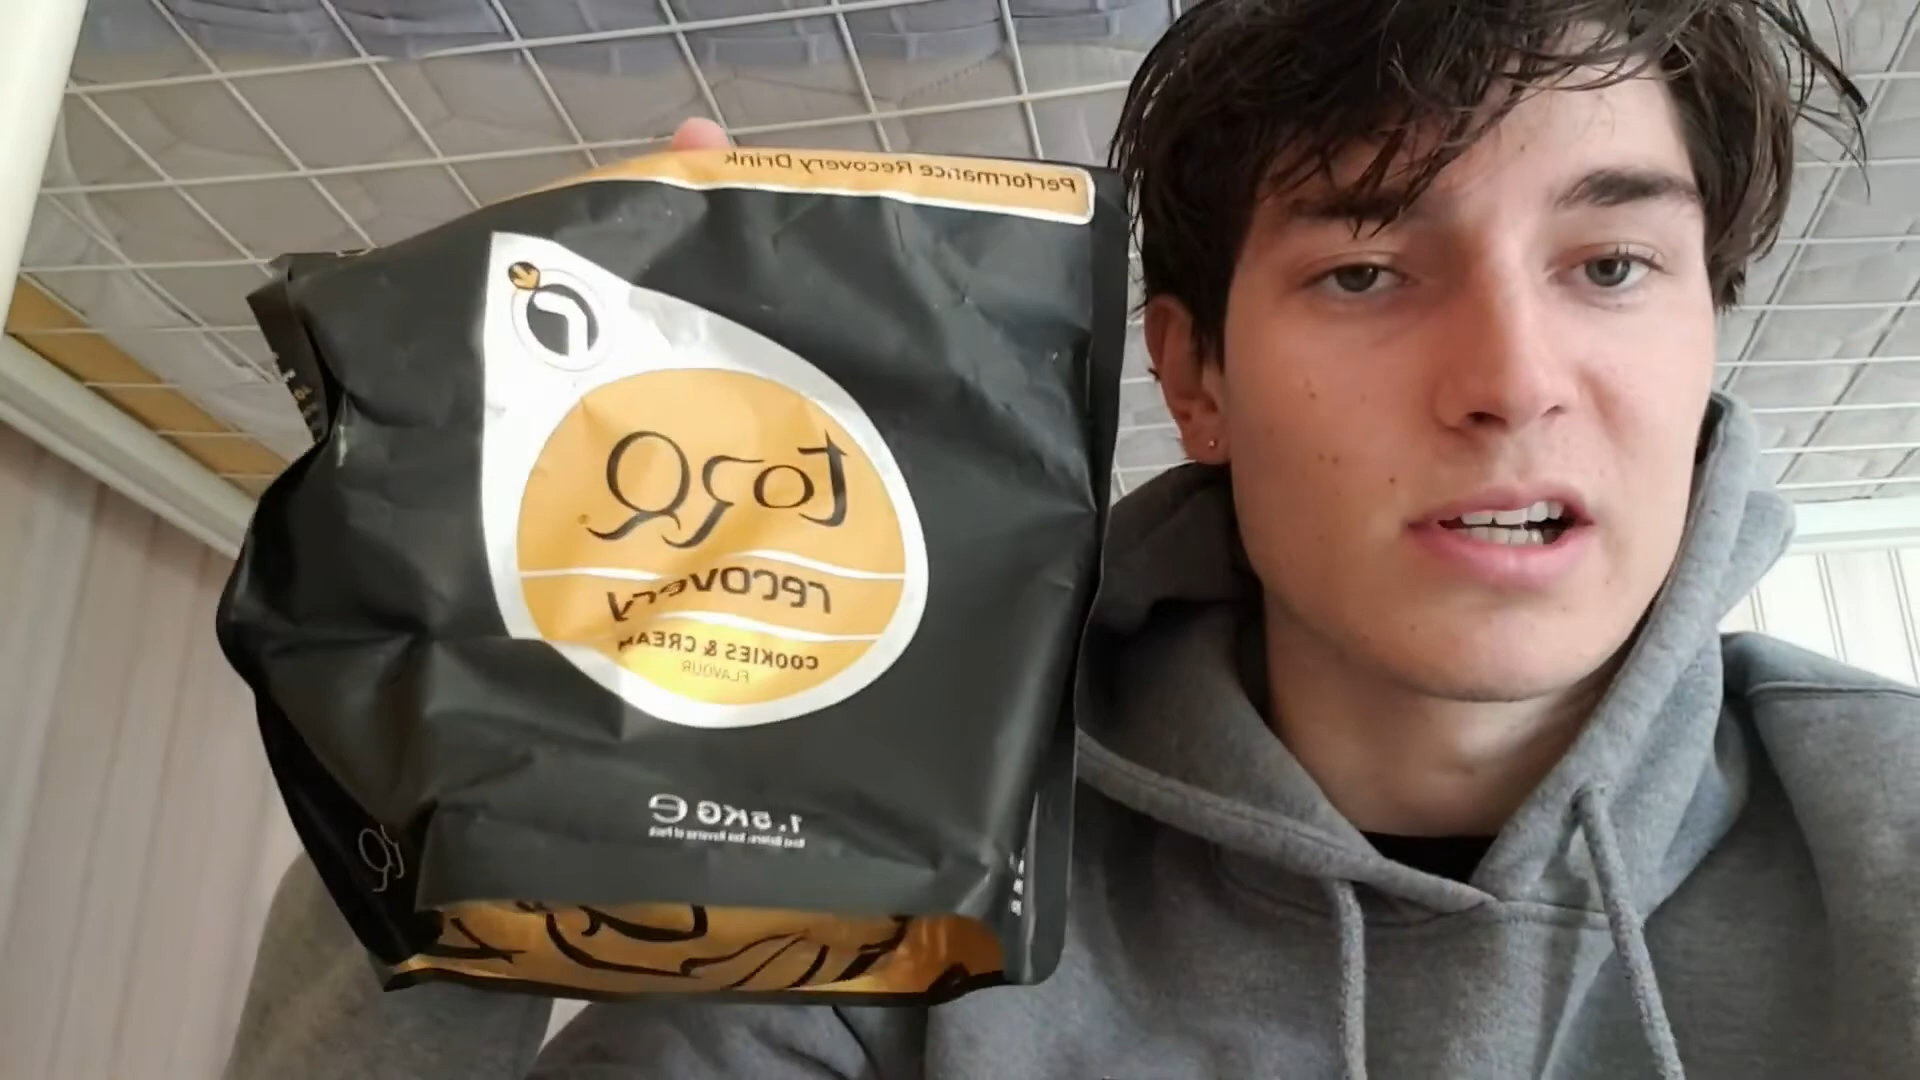 Performance Recovery Drink
torQ®
recovery
COOKIES & CREAM
FLAVOUR
1.5KG e